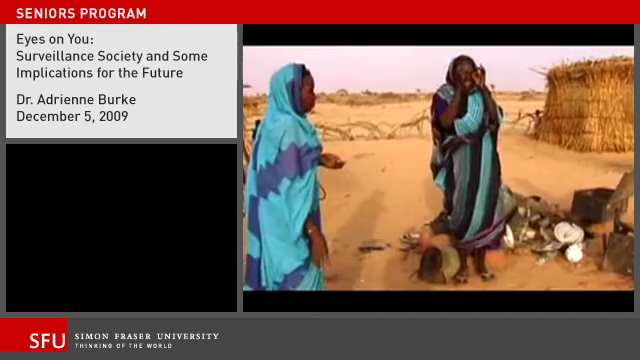 SENIORS PROGRAM
Eyes on You:
Surveillance Society and Some
Implications for the Future
Dr. Adrienne Burke
December 5, 2009
SFU
SIMON FRASER UNIVERSITY
THINKING OF THE WORLD